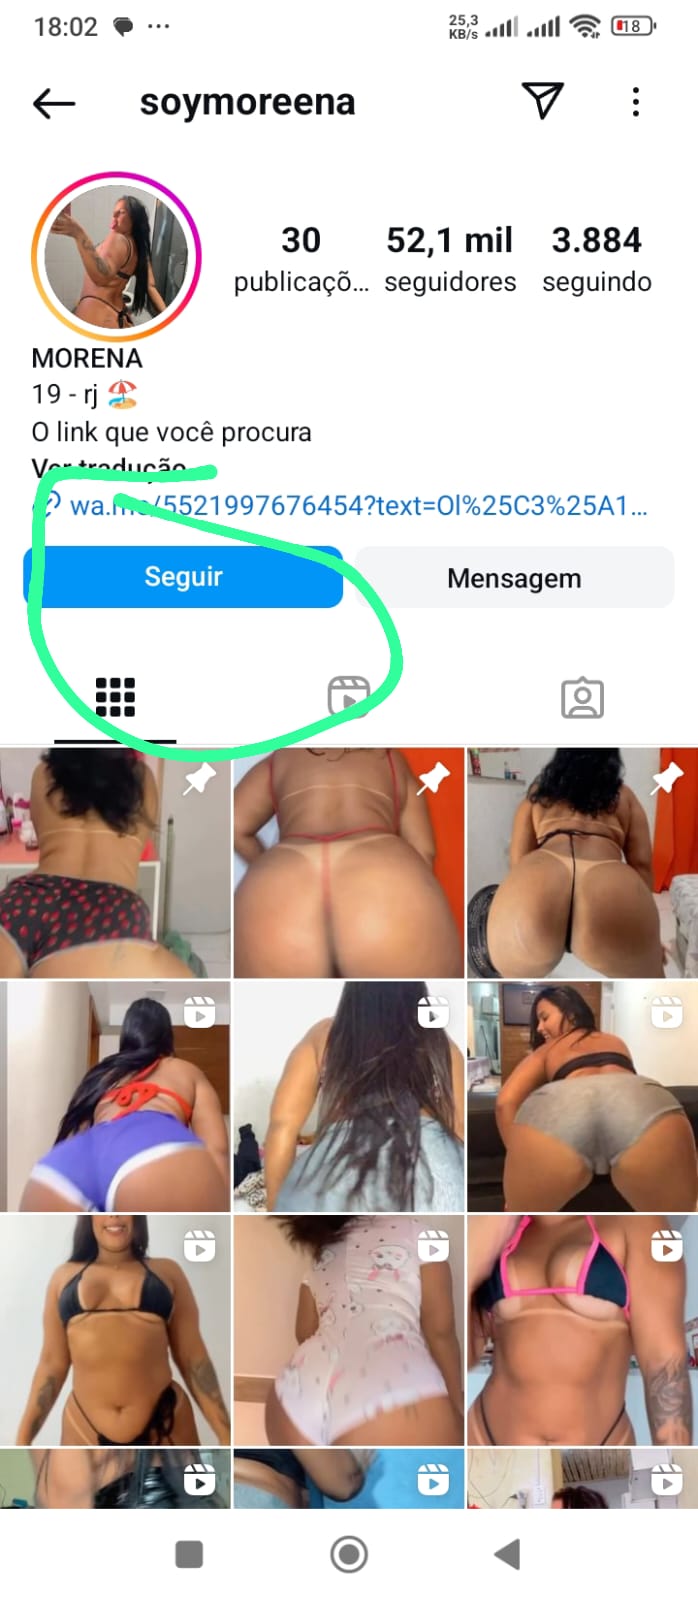 18:02
25,3
KB/s
18
soymoreena
30
publicaçõ...
52,1 mil
seguidores
3.884
seguindo
MORENA
19 - rj
O link que você procura
Ver tradução
wa.me/5521997676454?text=Ol%25C3%25A1...
Seguir
Mensagem